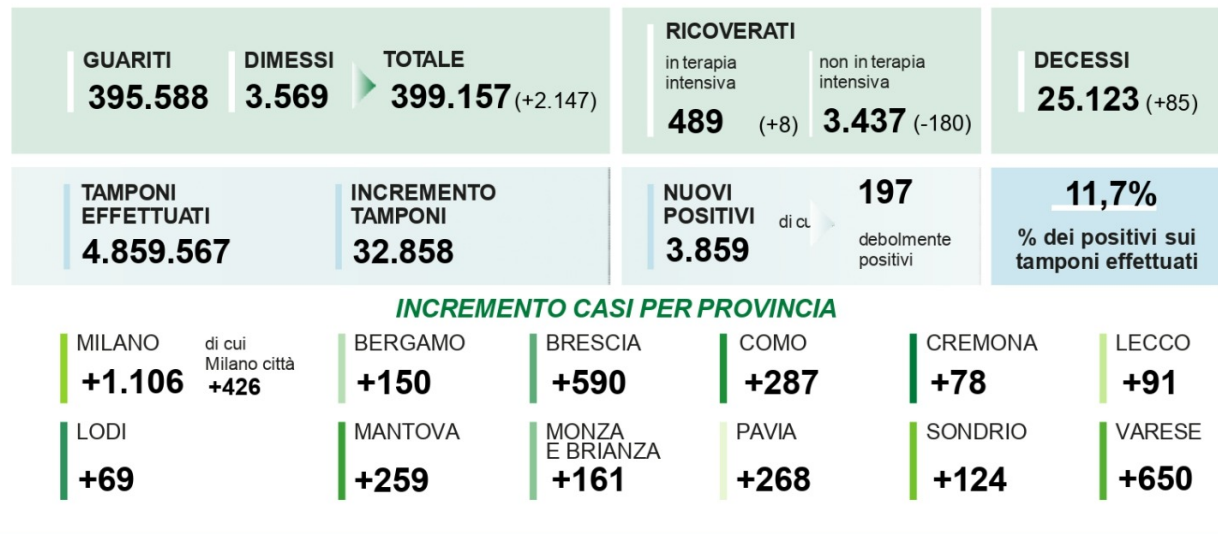 GUARITI
395.588
DIMESSI
3.569
TOTALE
399.157 (+2.147)
RICOVERATI
in terapia
intensiva
489 (+8)
non in terapia
intensiva
3.437 (-180)
DECESSI
25.123 (+85)
TAMPONI
EFFETTUATI
4.859.567
INCREMENTO
TAMPONI
32.858
NUOVI
POSITIVI
3.859
di cu
197
debolmente
positivi
11,7%
% dei positivi sui
tamponi effettuati
INCREMENTO CASI PER PROVINCIA
MILANO
+1.106
di cui
Milano città
+426
BERGAMO
+150
BRESCIA
+590
COMO
+287
CREMONA
+78
LECCO
+91
LODI
+69
MANTOVA
+259
MONZA
E BRIANZA
+161
PAVIA
+268
SONDRIO
+124
VARESE
+650